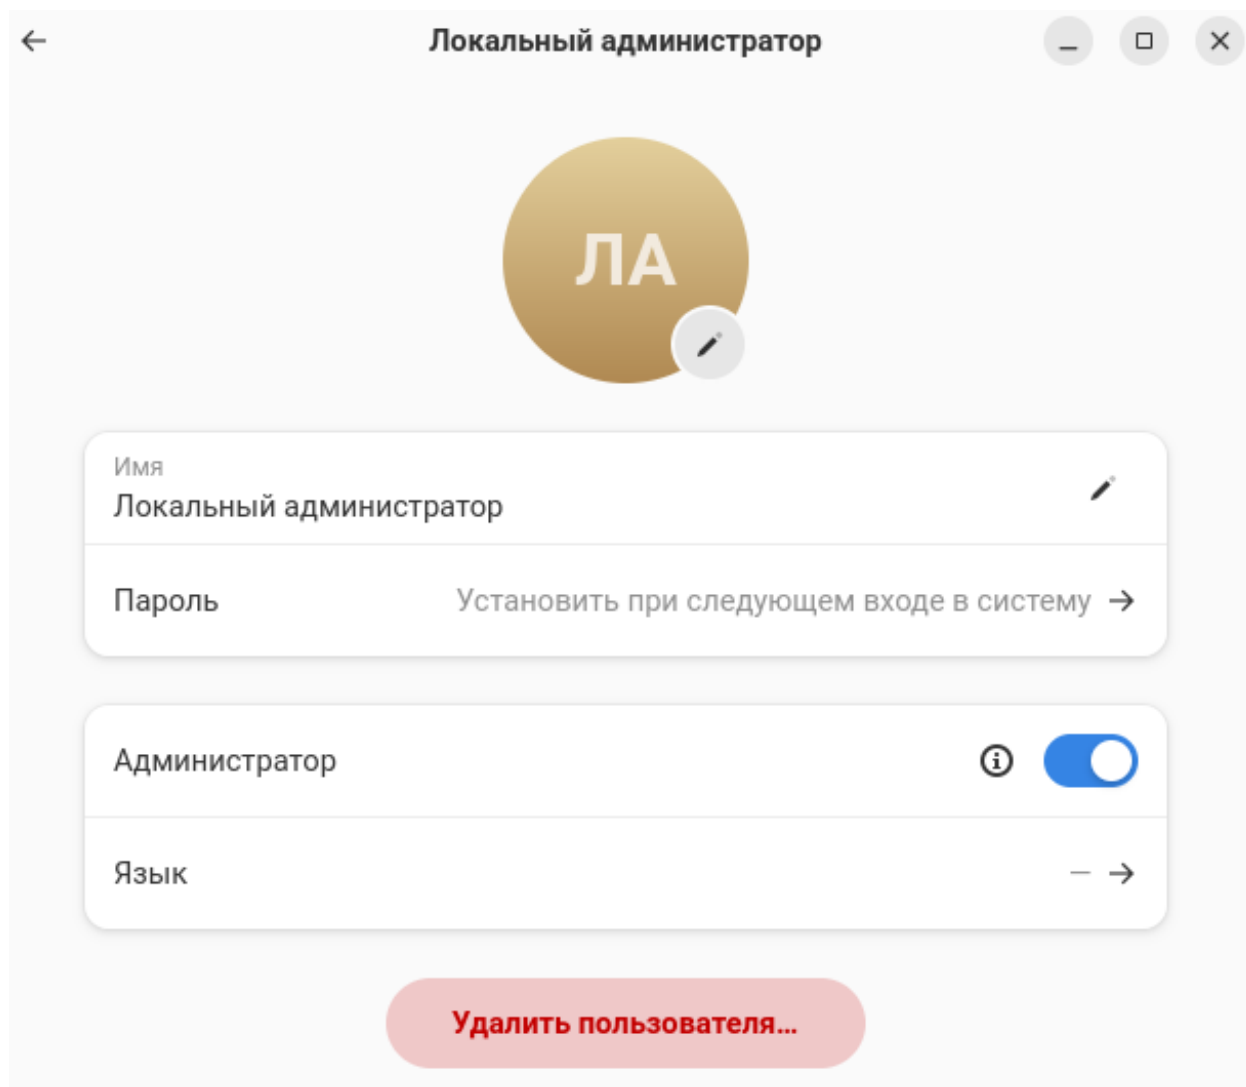 Локальный администратор
ЛА
Имя
Локальный администратор
Пароль Установить при следующем входе в систему
Администратор
Язык —
Удалить пользователя...